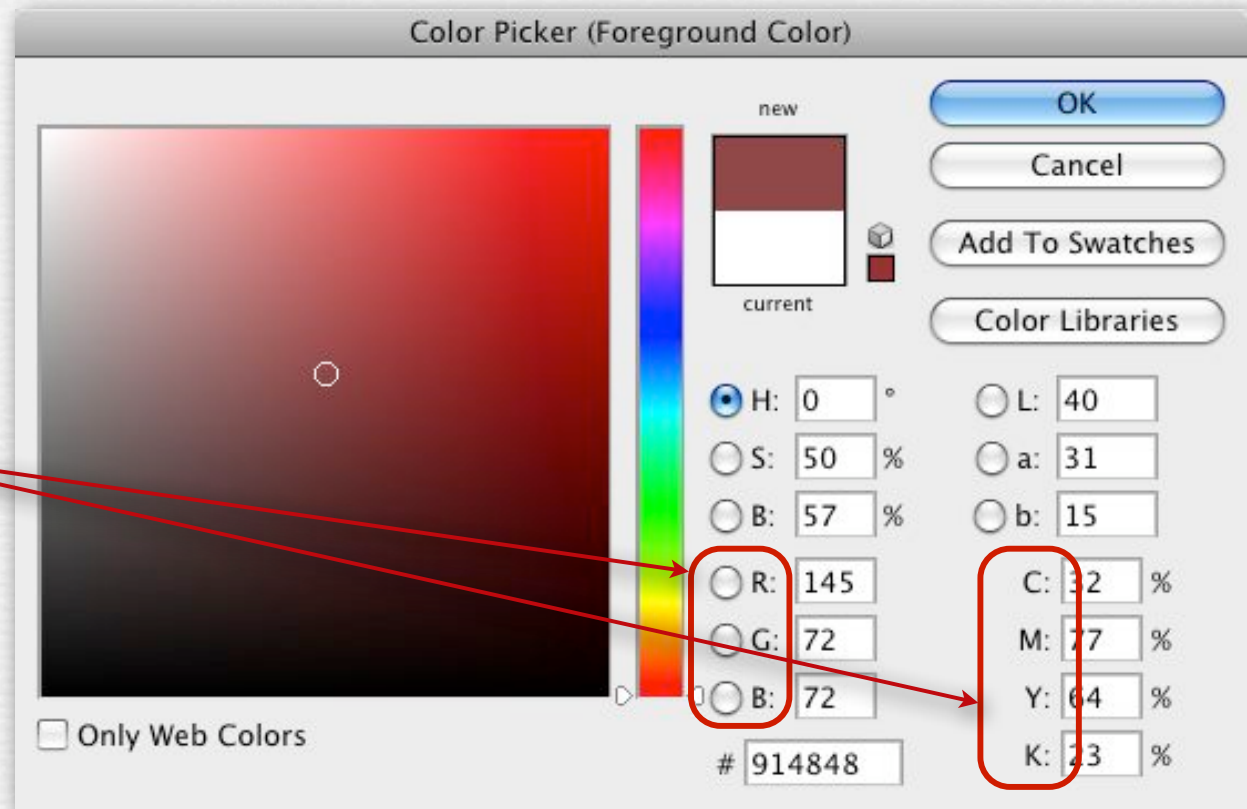 Color Picker (Foreground Color)
new
current
OK
Cancel
Add To Swatches
Color Libraries
H: 0 °
S: 50 %
B: 57 %
L: 40
a: 31
b: 15
R: 145
G: 72
B: 72
# 914848
C: 32 %
M: 77 %
Y: 64 %
K: 23 %
Only Web Colors